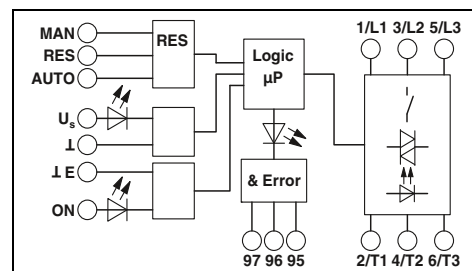 MAN
RES
AUTO
Us
⊥
⊥ E
ON
RES
Logic
µP
& Error
97 96 95
1/L1 3/L2 5/L3
2/T1 4/T2 6/T3